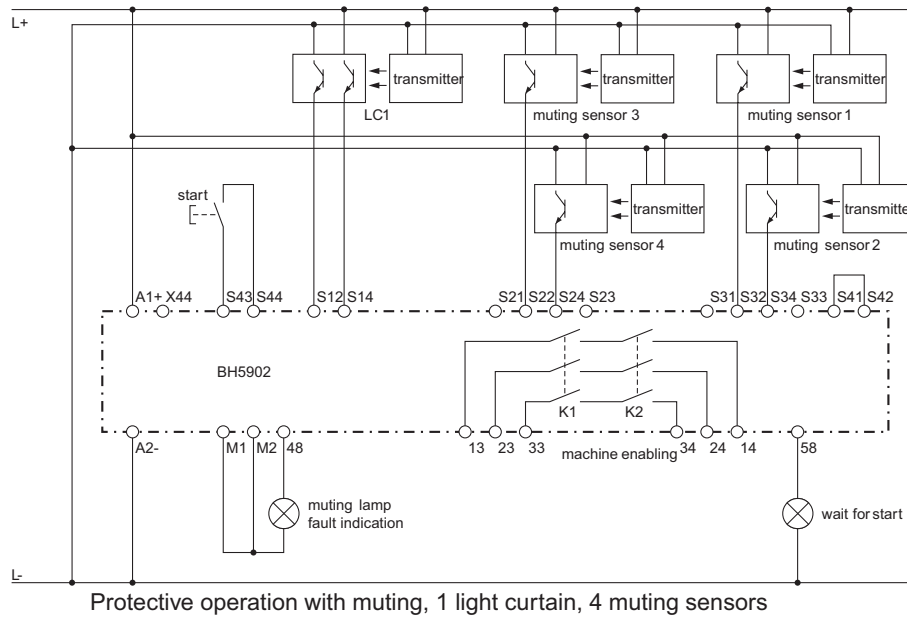 L+
transmitter transmitter transmitter
LC1 muting sensor 3 muting sensor 1
start
transmitter transmitter
muting sensor 4 muting sensor 2
A1+ X44 S43 S44 S12 S14 S21 S22 S24 S23 S31 S32 S34 S33 S41 S42
BH5902
K1 K2
A2- M1 M2 48 13 23 33 machine enabling 34 24 14 58
muting lamp
fault indication
wait for start
L-
Protective operation with muting, 1 light curtain, 4 muting sensors